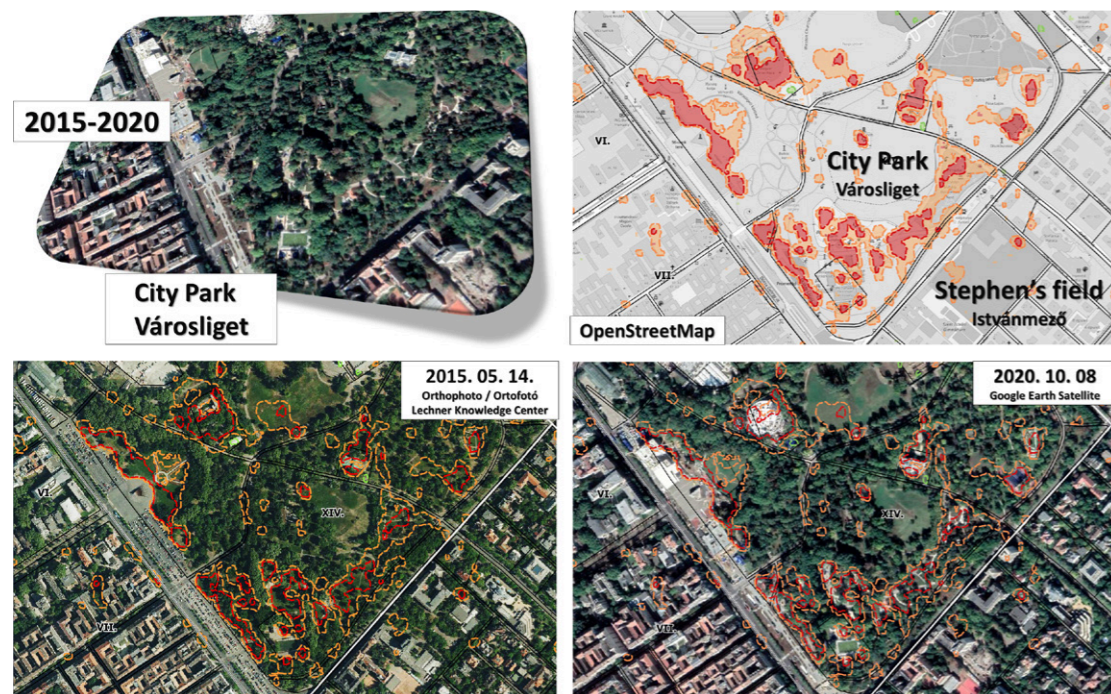 2015-2020
City Park
Városliget
VI.
City Park
Városliget
VII.
Stephen's field
Istvánmező
OpenStreetMap
2015. 05. 14.
Orthophoto / Ortofotó
Lechner Knowledge Center
VI.
XIV.
VII.
2020. 10. 08
Google Earth Satellite
VI.
XIV.
VII.